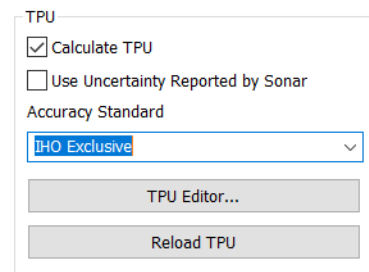 TPU
Calculate TPU
Use Uncertainty Reported by Sonar
Accuracy Standard
IHO Exclusive
TPU Editor...
Reload TPU